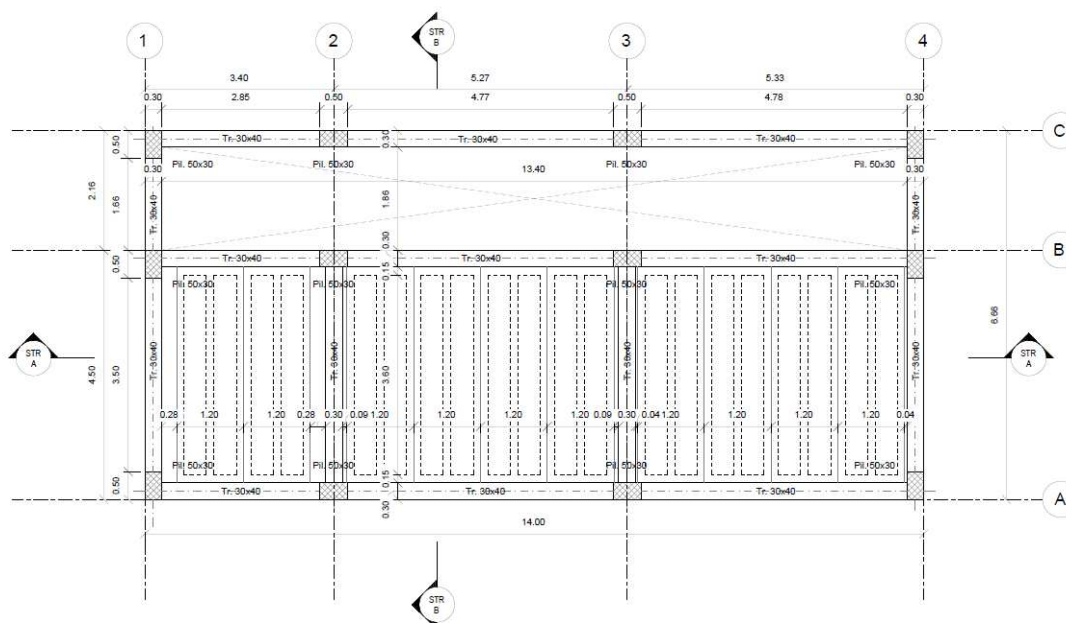 STR
B
1
2
3
4
3.40
5.27
5.33
0.30
2.85
0.50
4.77
0.50
4.78
0.30
C
0.50
Tr. 30x40
0.30
Tr. 30x40
Tr. 30x40
Pil. 50x30
Pil. 50x30
Pil. 50x30
Pil. 50x30
0.30
13.40
0.30
2.16
1.66
Tr. 30x40
1.86
Tr. 30x40
6.66
B
0.50
Tr. 30x40
0.30
Tr. 30x40
Tr. 30x40
0.15
Pil. 50x30
Pil. 50x30
Pil. 50x30
Pil. 50x30
STR
A
4.50
3.50
Tr. 30x40
Tr. 30x40
3.60
Tr. 30x40
Tr. 30x40
STR
A
0.28
1.20
1.20
0.28
0.30
0.09
1.20
1.20
1.20
1.20
0.09
0.30
0.04
1.20
1.20
1.20
1.20
0.04
Pil. 50x30
Pil. 50x30
Pil. 50x30
Pil. 50x30
0.50
0.15
Tr. 30x40
0.30
Tr. 30x40
Tr. 30x40
A
14.00
STR
B